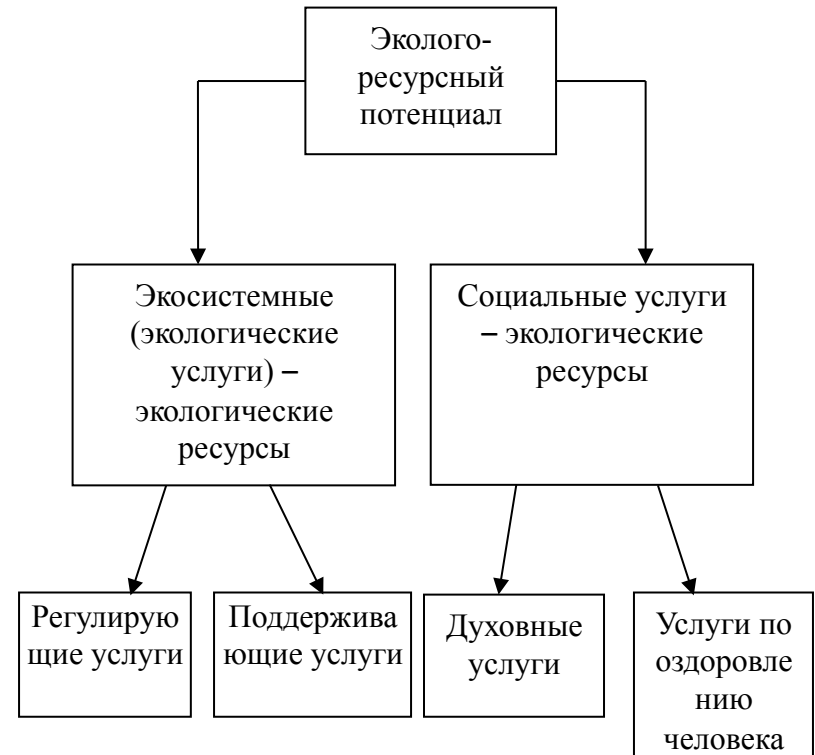 Эколого-
ресурсный
потенциал
Экосистемные
(экологические
услуги) –
экологические
ресурсы
Социальные услуги
– экологические
ресурсы
Регулирую
щие услуги
Поддержива
ющие услуги
Духовные
услуги
Услуги по
оздоровле
нию
человека